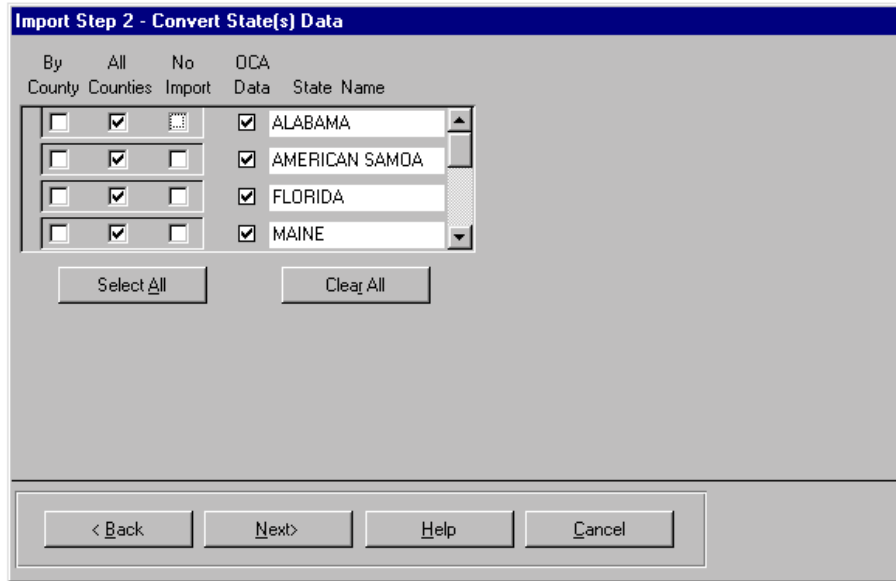 Import Step 2 - Convert State(s) Data
By All No OCA
County Counties Import Data State Name
ALABAMA
AMERICAN SAMOA
FLORIDA
MAINE
Select All Clear All
< Back Next> Help Cancel